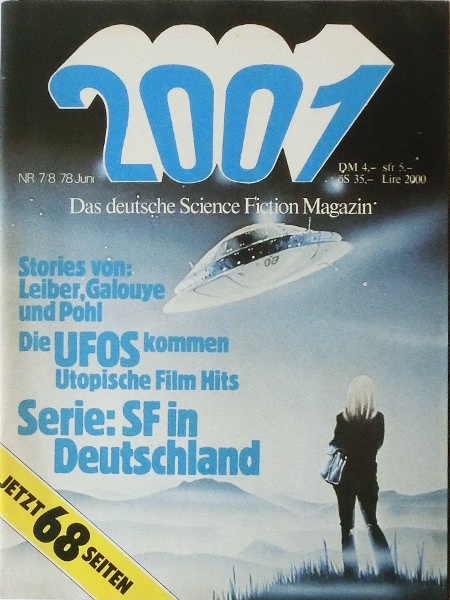 2001
NR 7/8 78 Juni
DM 4,- sfr 5,-
öS 35,- Lire 2000
Das deutsche Science Fiction Magazin
Stories von:
Leiber, Galouye
und Pohl
Die UFOS kommen
Utopische Film Hits
Serie: SF in
Deutschland
JETZT 68 SEITEN